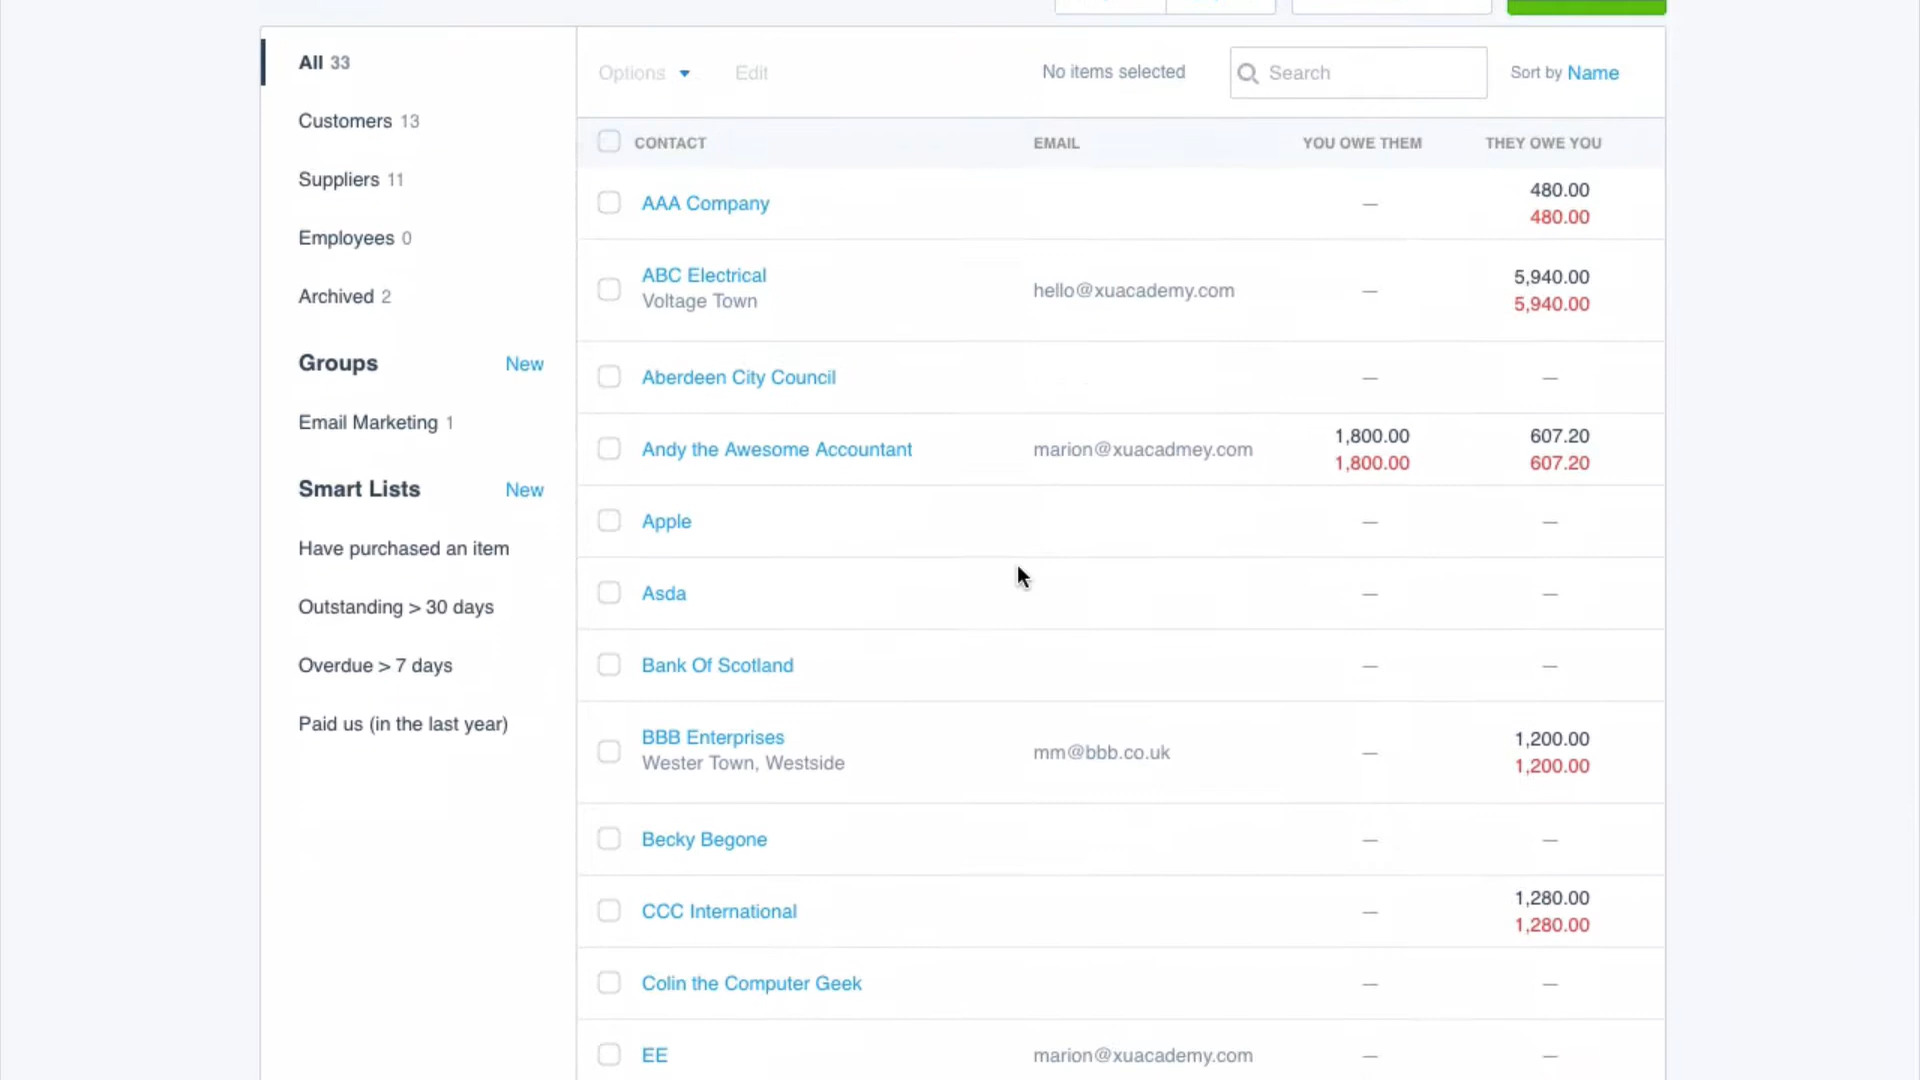 All 33
Customers 13
Suppliers 11
Employees 0
Archived 2
Groups New
Email Marketing 1
Smart Lists New
Have purchased an item
Outstanding > 30 days
Overdue > 7 days
Paid us (in the last year)
Options Edit No items selected Search Sort by Name
CONTACT EMAIL YOU OWE THEM THEY OWE YOU
AAA Company — 480.00
480.00
ABC Electrical 5,940.00
Voltage Town hello@xuacademy.com — 5,940.00
Aberdeen City Council — —
Andy the Awesome Accountant marion@xuacadmey.com 1,800.00 607.20
1,800.00 607.20
Apple — —
Asda — —
Bank Of Scotland — —
BBB Enterprises 1,200.00
Wester Town, Westside mm@bbb.co.uk — 1,200.00
Becky Begone — —
CCC International — 1,280.00
1,280.00
Colin the Computer Geek — —
EE marion@xuacademy.com — —